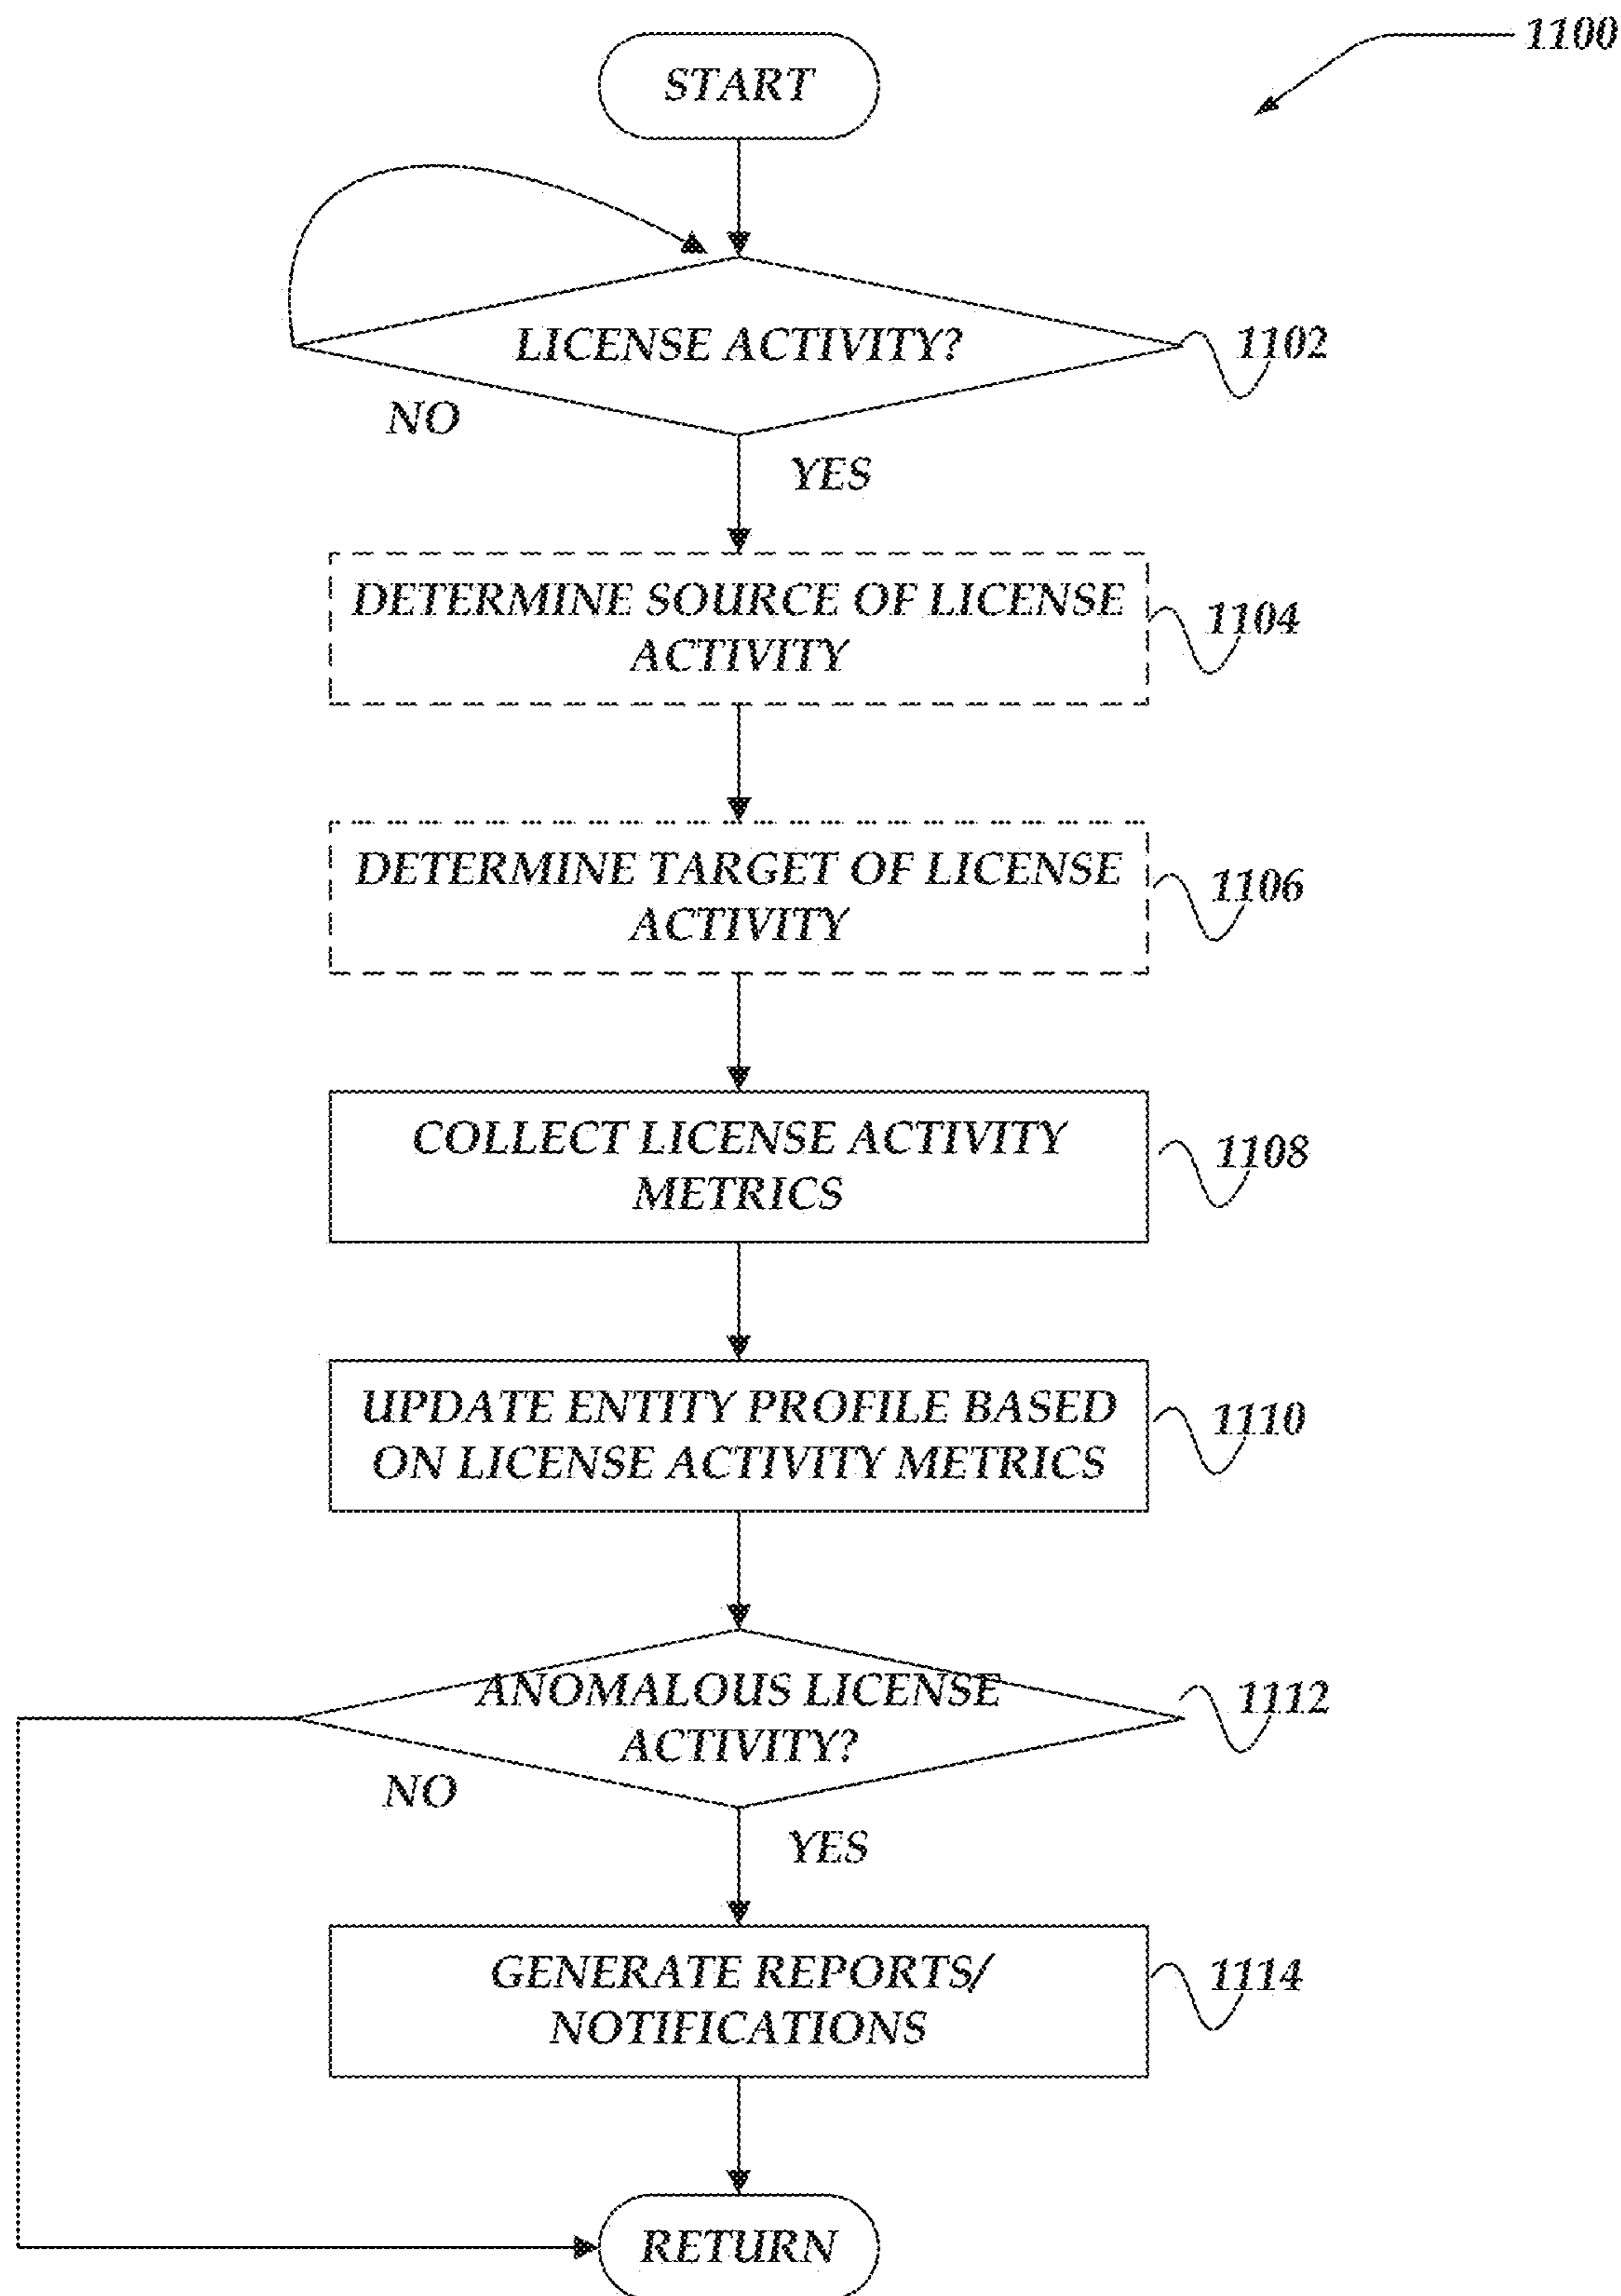 1100
START
LICENSE ACTIVITY?
1102
NO
YES
DETERMINE SOURCE OF LICENSE
ACTIVITY
1104
DETERMINE TARGET OF LICENSE
ACTIVITY
1106
COLLECT LICENSE ACTIVITY
METRICS
1108
UPDATE ENTITY PROFILE BASED
ON LICENSE ACTIVITY METRICS
1110
ANOMALOUS LICENSE
ACTIVITY?
1112
NO
YES
GENERATE REPORTS/
NOTIFICATIONS
1114
RETURN